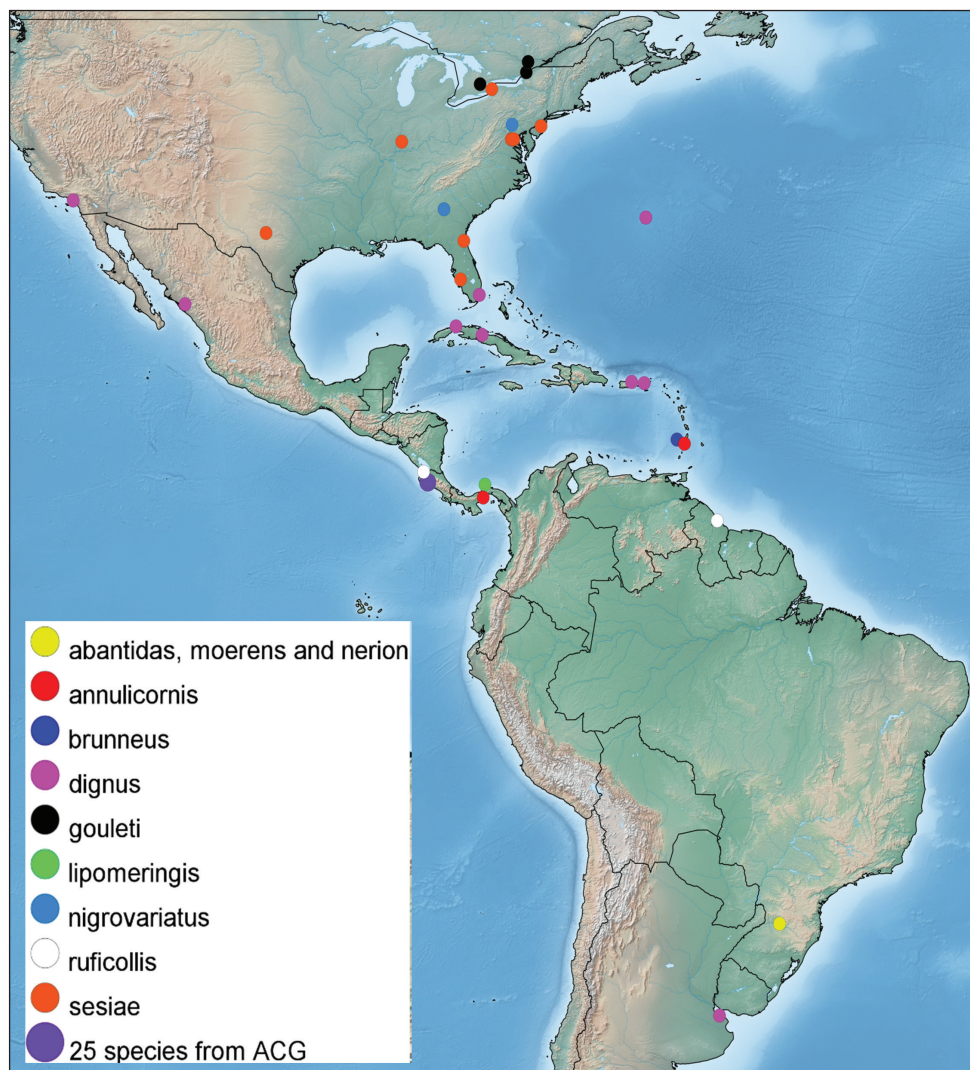 abantidas, moerens and nerion
annulicornis
brunneus
dignus
gouleti
lipomeringis
nigrovariatus
ruficollis
sesiae
25 species from ACG